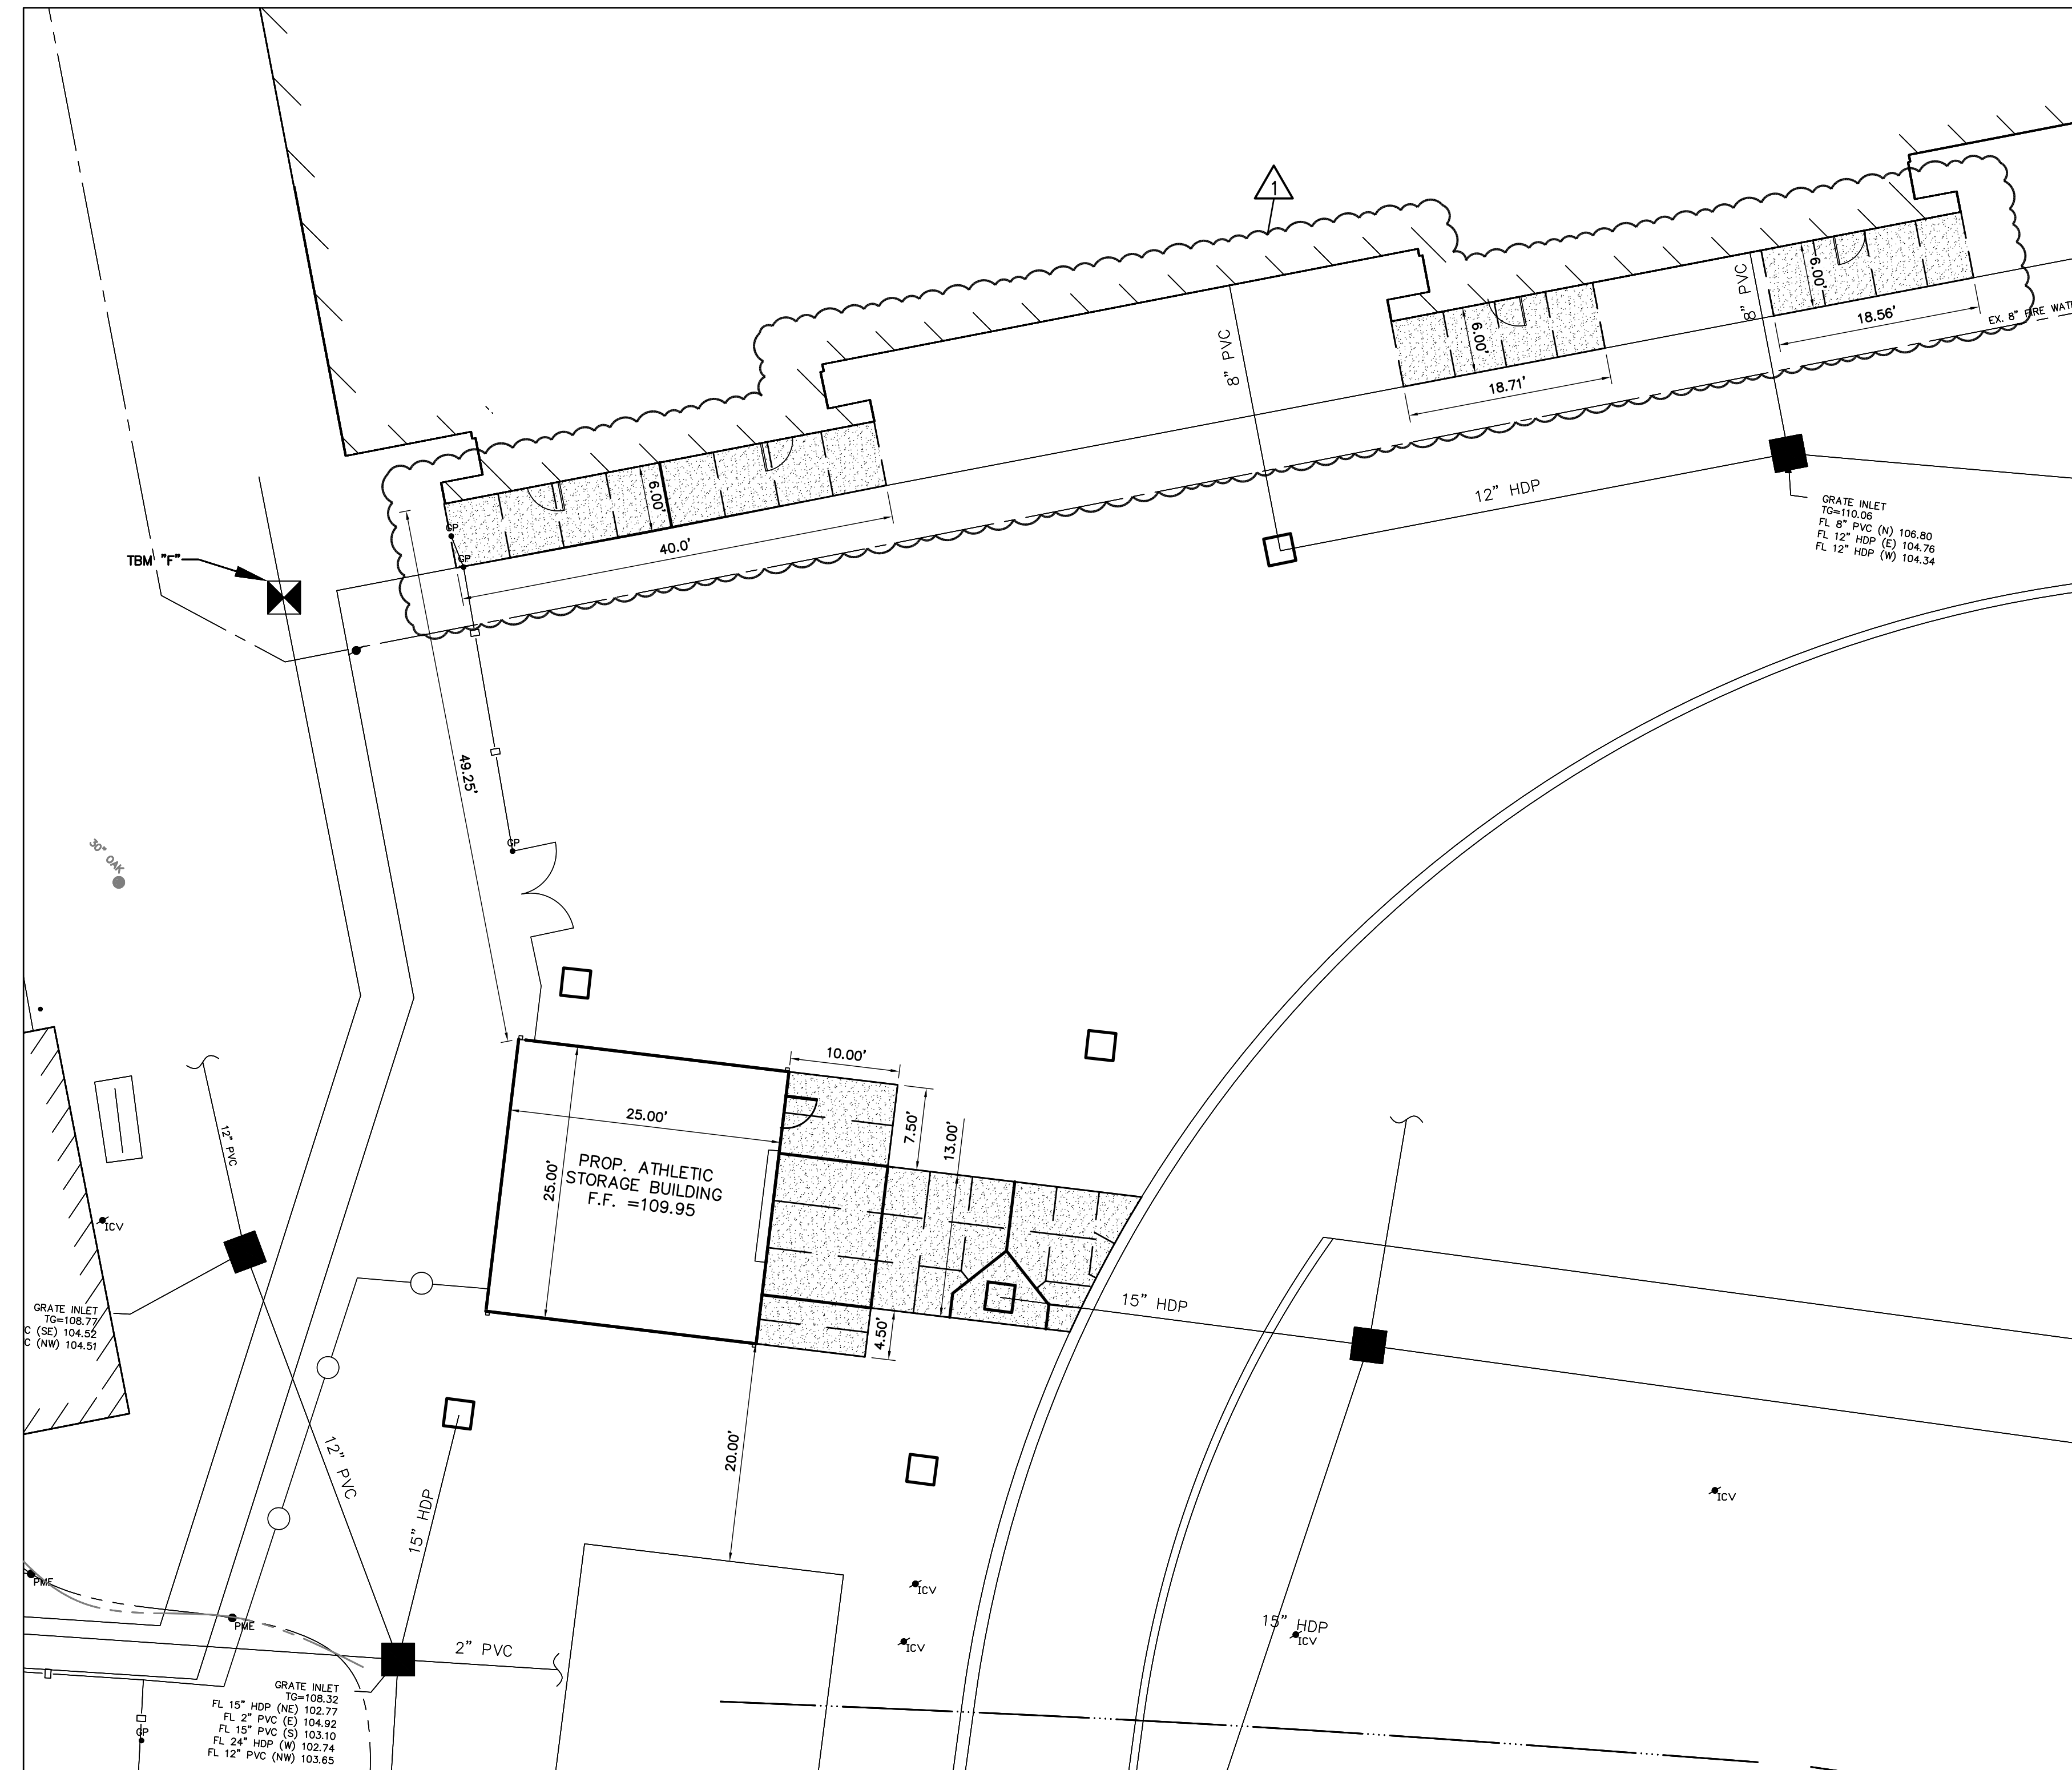 1
8" PVC
8" PVC
6.00'
6.00'
18.56'
EX. 8" FIRE WAT
18.71'
6.00'
40.0'
GP
GP
12" HDP
GRATE INLET
TG=110.06
FL 8" PVC (N) 106.80
FL 12" HDP (E) 104.76
FL 12" HDP (W) 104.34
TBM "F"
49.25'
GP
30" OAK
10.00'
7.50'
13.00'
25.00'
25.00'
PROP. ATHLETIC
STORAGE BUILDING
F.F. =109.95
12" PVC
ICV
15" HDP
4.50'
GRATE INLET
TG=108.77
C (SE) 104.52
C (NW) 104.51
20.00'
12" PVC
15" HDP
ICV
PME
ICV
PME
2" PVC
ICV
15" HDP
ICV
GRATE INLET
TG=108.32
FL 15" HDP (NE) 102.77
FL 2" PVC (E) 104.92
FL 15" PVC (S) 103.10
FL 24" HDP (W) 102.74
FL 12" PVC (NW) 103.65
GP